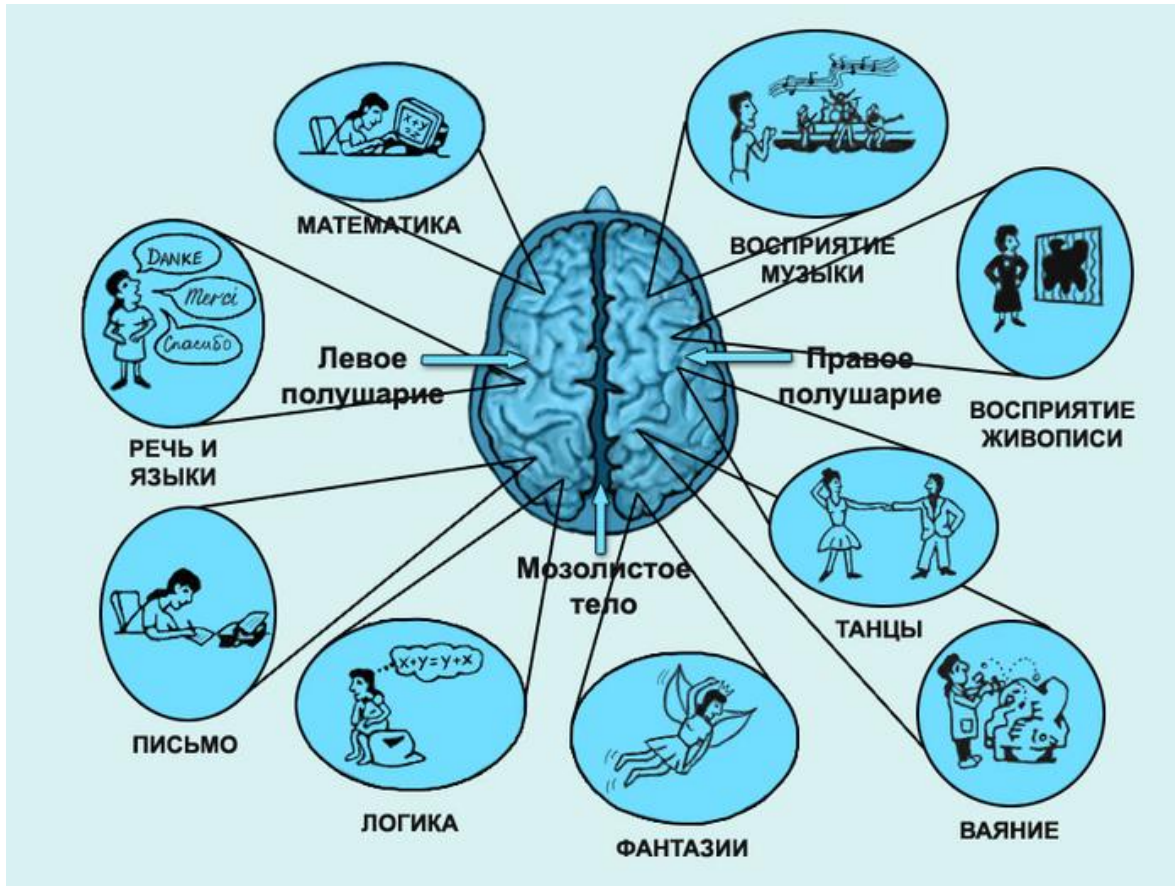 x+y
=z
МАТЕМАТИКА
ВОСПРИЯТИЕ
МУЗЫКИ
DANKE
Merci
Спасибо
РЕЧЬ И
ЯЗЫКИ
Левое
полушарие
Правое
полушарие
ВОСПРИЯТИЕ
ЖИВОПИСИ
Мозолистое
тело
ТАНЦЫ
ПИСЬМО
x+y=y+x
ЛОГИКА
ФАНТАЗИИ
ВАЯНИЕ